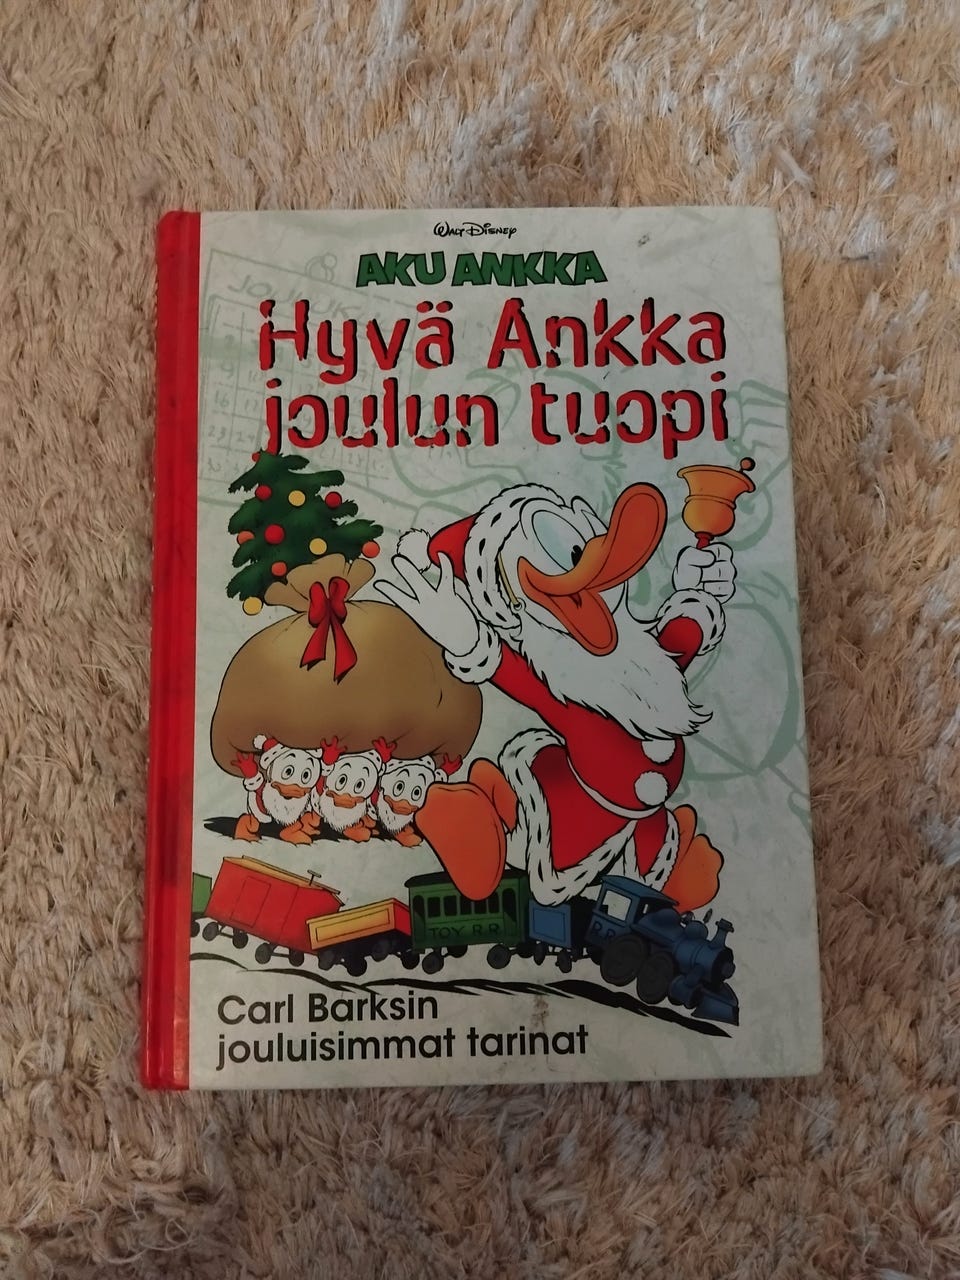 Walt Disney
AKU ANKKA
Hyvä Ankka
joulun tuopi
TOY R.R.
R.R.
Carl Barksin
jouluisimmat tarinat